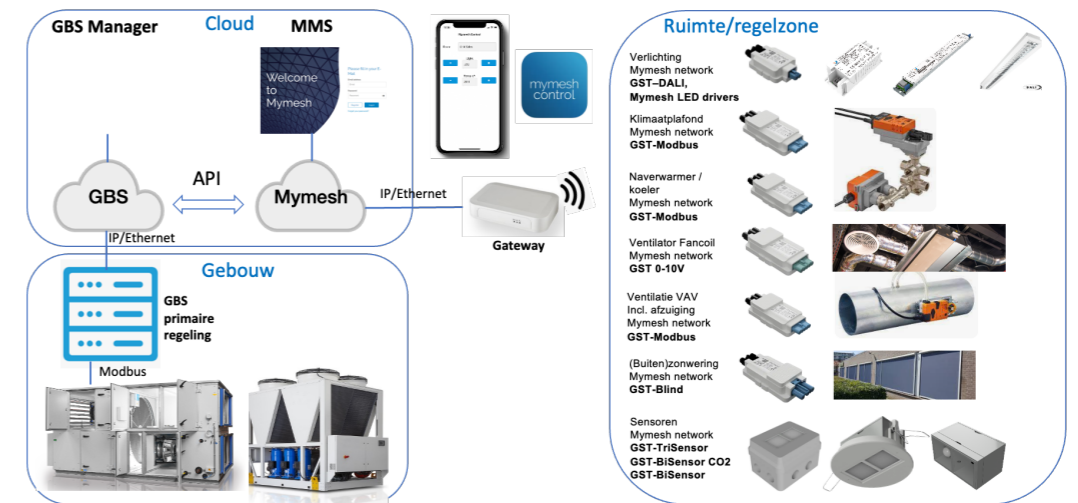 GBS Manager
Cloud
MMS
Welcome
to
Mymesh
GBS
API
Mymesh
IP/Ethernet
IP/Ethernet
mymesh
control
Gateway
Gebouw
GBS
primaire
regeling
Modbus
Ruimte/regelzone
Verlichting
Mymesh network
GST–DALI,
Mymesh LED drivers
Klimaatplafond
Mymesh network
GST-Modbus
Naverwarmer /
koeler
Mymesh network
GST-Modbus
Ventilator Fancoil
Mymesh network
GST 0-10V
Ventilatie VAV
Incl. afzuiging
Mymesh network
GST-Modbus
(Buiten)zonwering
Mymesh network
GST-Blind
Sensoren
Mymesh network
GST-TriSensor
GST-BiSensor CO2
GST-BiSensor